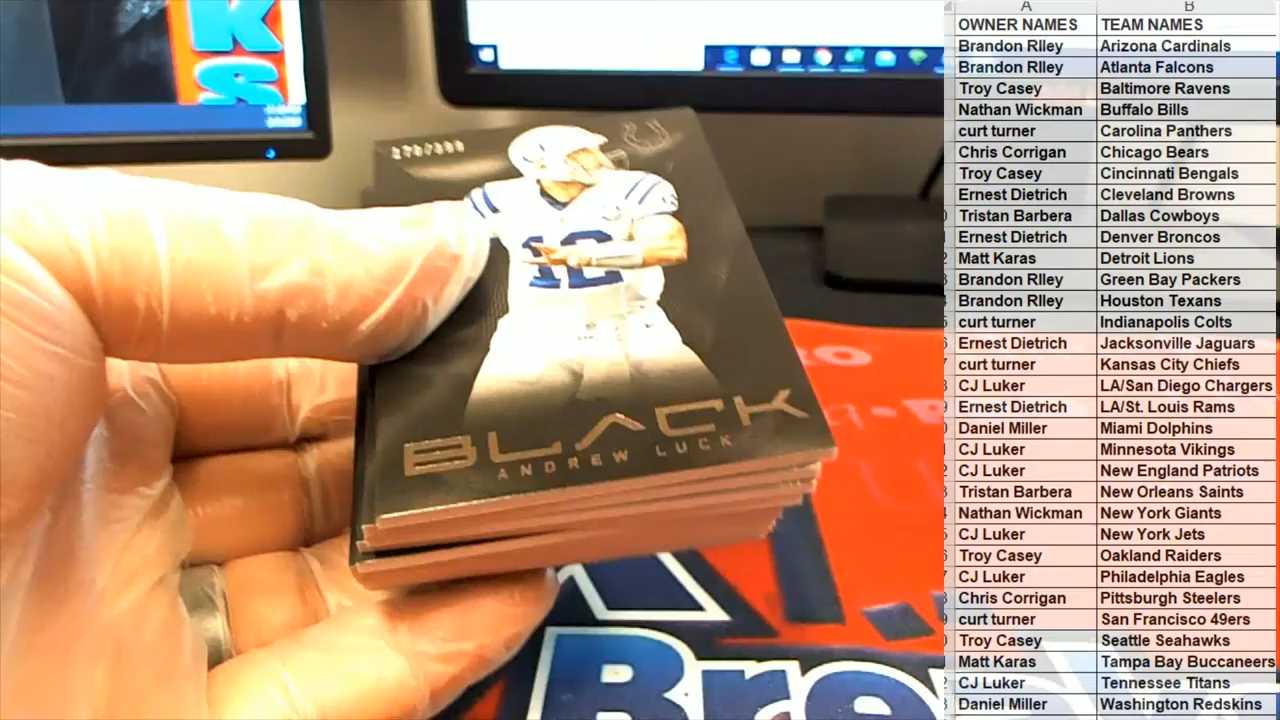 KS
12
BLACK
ANDREW LUCK
Bre
A B
OWNER NAMES TEAM NAMES
Brandon RIley Arizona Cardinals
Brandon RIley Atlanta Falcons
Troy Casey Baltimore Ravens
Nathan Wickman Buffalo Bills
curt turner Carolina Panthers
Chris Corrigan Chicago Bears
Troy Casey Cincinnati Bengals
Ernest Dietrich Cleveland Browns
Tristan Barbera Dallas Cowboys
Ernest Dietrich Denver Broncos
Matt Karas Detroit Lions
Brandon RIley Green Bay Packers
Brandon RIley Houston Texans
curt turner Indianapolis Colts
Ernest Dietrich Jacksonville Jaguars
curt turner Kansas City Chiefs
CJ Luker LA/San Diego Chargers
Ernest Dietrich LA/St. Louis Rams
Daniel Miller Miami Dolphins
CJ Luker Minnesota Vikings
CJ Luker New England Patriots
Tristan Barbera New Orleans Saints
Nathan Wickman New York Giants
CJ Luker New York Jets
Troy Casey Oakland Raiders
CJ Luker Philadelphia Eagles
Chris Corrigan Pittsburgh Steelers
curt turner San Francisco 49ers
Troy Casey Seattle Seahawks
Matt Karas Tampa Bay Buccaneers
CJ Luker Tennessee Titans
Daniel Miller Washington Redskins